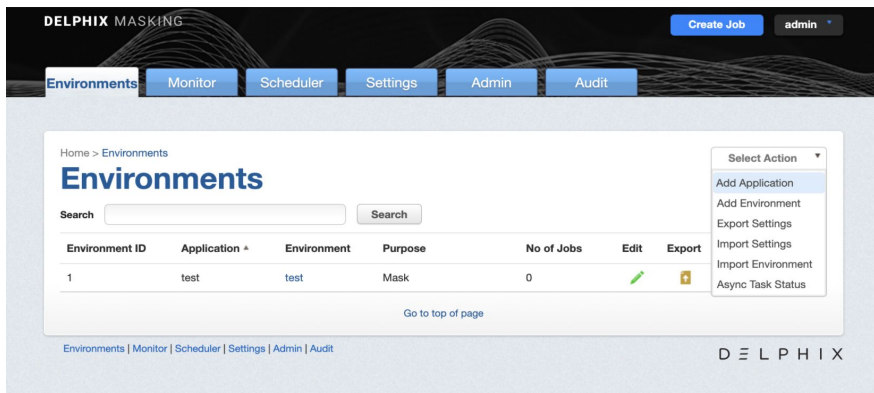 DELPHIX MASKING
Create Job
admin
Environments Monitor Scheduler Settings Admin Audit
Home > Environments
Environments
Select Action
Add Application
Add Environment
Export Settings
Import Settings
Import Environment
Async Task Status
Search Search
Environment ID Application Environment Purpose No of Jobs Edit Export
1 test test Mask 0
Go to top of page
Environments | Monitor | Scheduler | Settings | Admin | Audit
DELPHIX